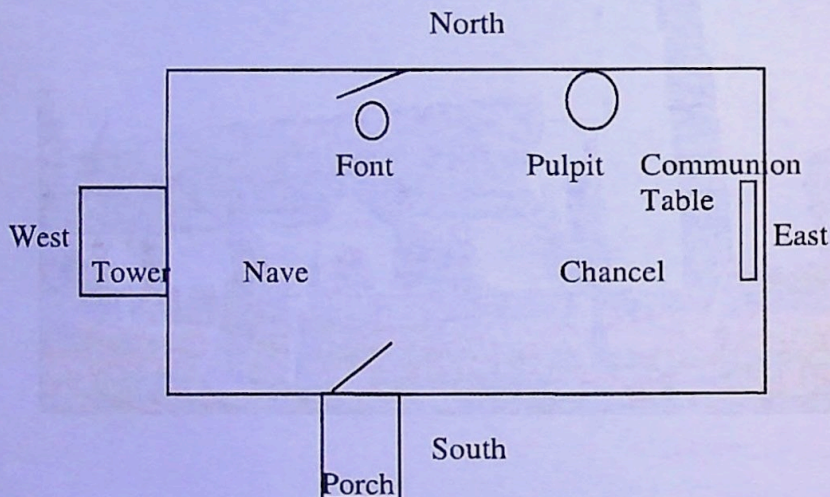 North
Font
Pulpit
Communion
Table
West
East
Tower
Nave
Chancel
South
Porch